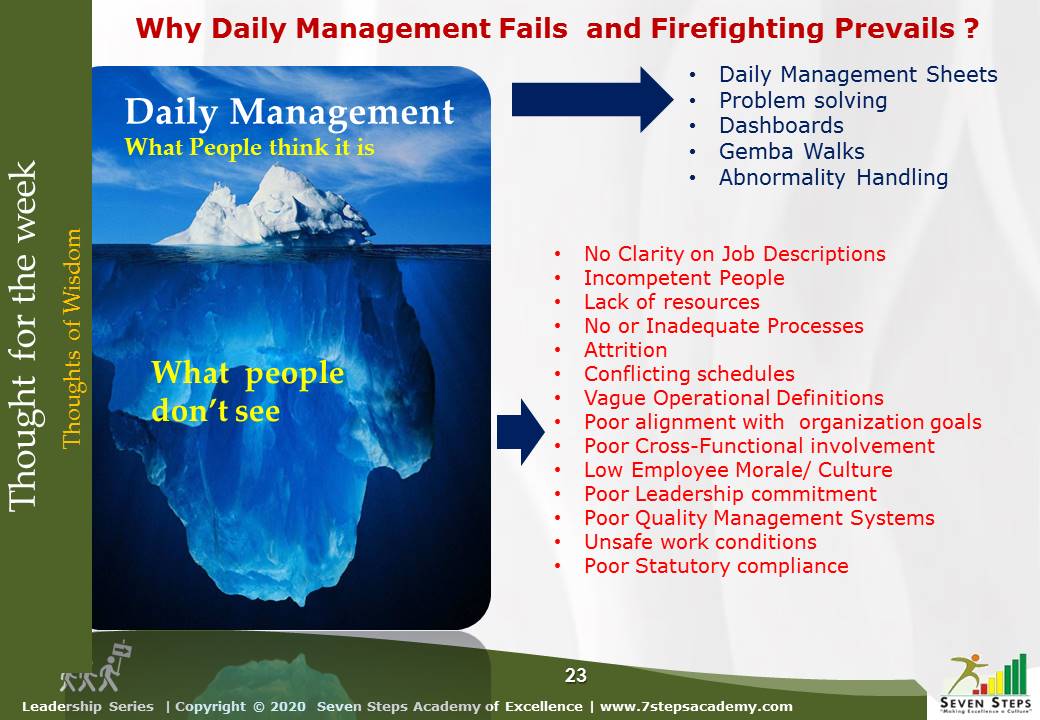 Why Daily Management Fails and Firefighting Prevails ?
Thought for the week
Thoughts of Wisdom
Daily Management
What People think it is
• Daily Management Sheets
• Problem solving
• Dashboards
• Gemba Walks
• Abnormality Handling
What people
don't see
• No Clarity on Job Descriptions
• Incompetent People
• Lack of resources
• No or Inadequate Processes
• Attrition
• Conflicting schedules
• Vague Operational Definitions
• Poor alignment with organization goals
• Poor Cross-Functional involvement
• Low Employee Morale/ Culture
• Poor Leadership commitment
• Poor Quality Management Systems
• Unsafe work conditions
• Poor Statutory compliance
23
Leadership Series | Copyright © 2020 Seven Steps Academy of Excellence | www.7stepsacademy.com
SEVEN STEPS
"Making Excellence a Culture"